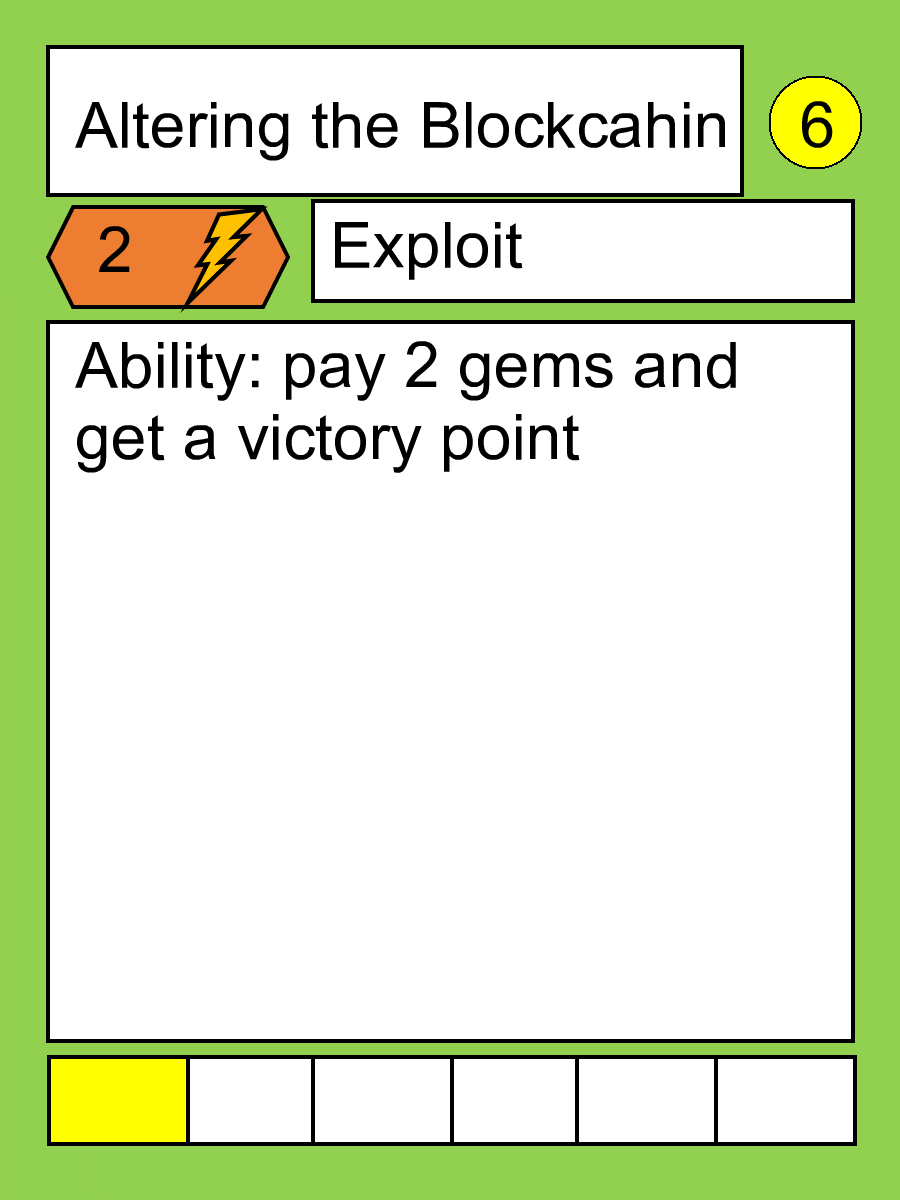 Altering the Blockcahin
6
2
Exploit
Ability: pay 2 gems and
get a victory point